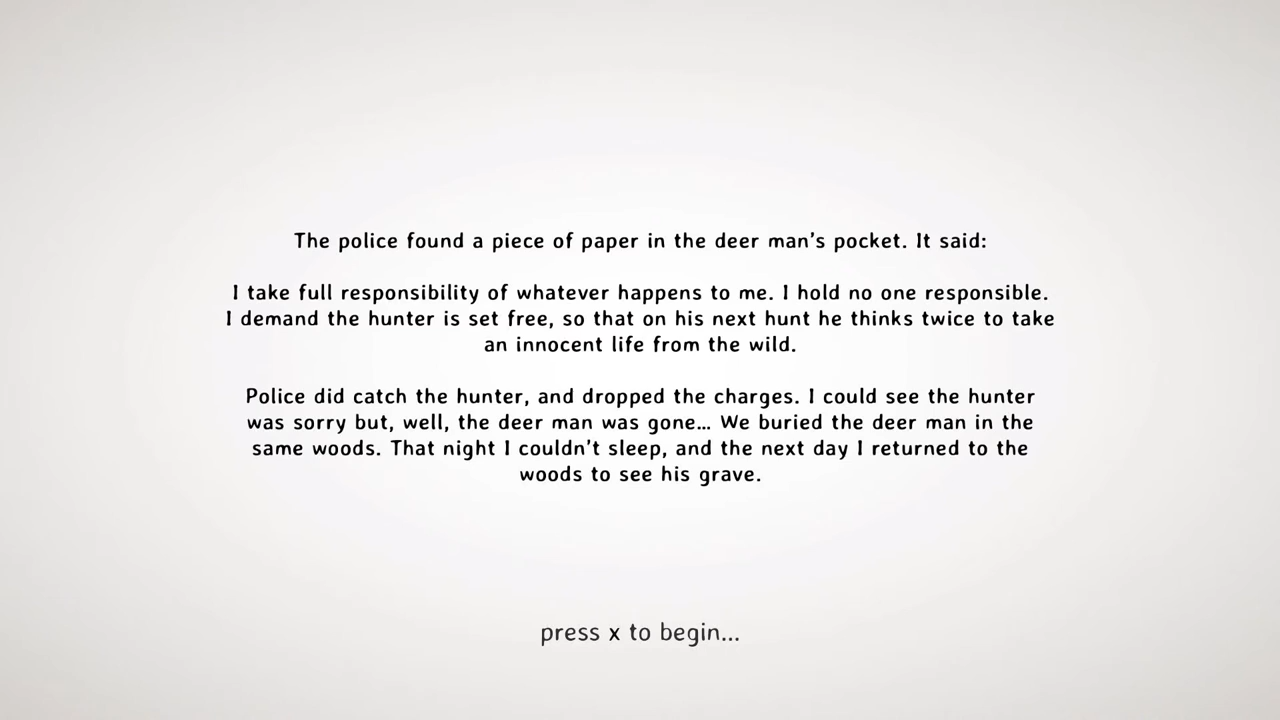 The police found a piece of paper in the deer man's pocket. It said:
I take full responsibility of whatever happens to me. I hold no one responsible.
I demand the hunter is set free, so that on his next hunt he thinks twice to take
an innocent life from the wild.
Police did catch the hunter, and dropped the charges. I could see the hunter
was sorry but, well, the deer man was gone... We buried the deer man in the
same woods. That night I couldn't sleep, and the next day I returned to the
woods to see his grave.
press x to begin...